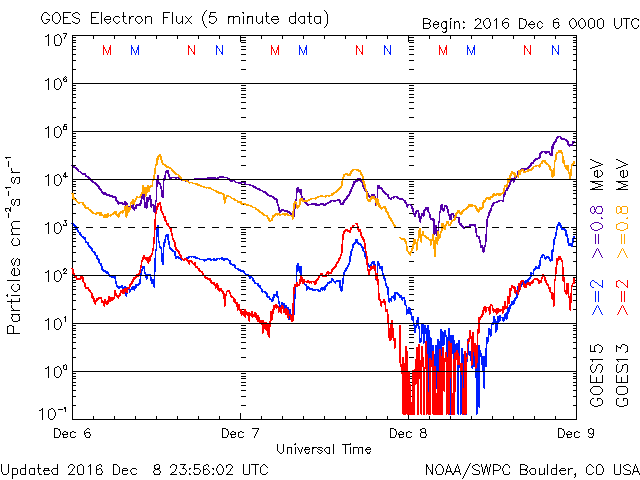 GOES Electron Flux (5 minute data)
Begin: 2016 Dec 6 0000 UTC
M M N N M M N N M M N N
10⁷
10⁶
10⁵
10⁴
10³
10²
10¹
10⁰
10⁻¹
Particles cm⁻²s⁻¹sr⁻¹
Dec 6 Dec 7 Dec 8 Dec 9
Universal Time
GOES15 >=2 >=0.8 MeV
GOES13 >=2 >=0.8 MeV
Updated 2016 Dec 8 23:56:02 UTC
NOAA/SWPC Boulder, CO USA